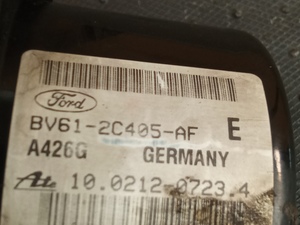 Ford
BV61-2C405-AF E
A426G GERMANY
Ate 10.0212-0723.4